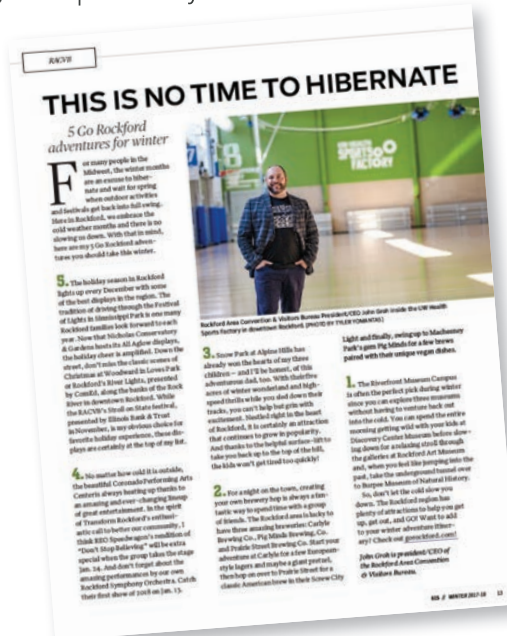 RACVB
THIS IS NO TIME TO HIBERNATE
5 Go Rockford
adventures for winter
For many people in the
Midwest, the winter months
are an excuse to hiber-
nate and wait for spring
when outdoor activities
and festivals get back into full swing.
Here in Rockford, we embrace the
cold weather months and there is no
slowing us down. With that in mind,
here are my 5 Go Rockford adven-
tures you should take this winter.
5. The holiday season in Rockford
lights up every December with some
of the best displays in the region. The
tradition of driving through the Festival
of Lights in Sinnissippi Park is one many
Rockford families look forward to each
year. Now that Nicholas Conservatory
& Gardens hosts its All Aglow displays,
the holiday cheer is amplified. Down the
street, don't miss the classic scenes of
Christmas at Woodward in Loves Park
or Rockford's River Lights, presented
by ComEd, along the banks of the Rock
River in downtown Rockford. While
the RACVB's Stroll on State festival,
presented by Illinois Bank & Trust
in November, is my obvious choice for
favorite holiday experience, these dis-
plays are certainly at the top of my list.
4. No matter how cold it is outside,
the beautiful Coronado Performing Arts
Center is always heating up thanks to
an amazing and ever-changing lineup
of great entertainment. In the spirit
of Transform Rockford's enthusi-
astic call to better our community, I
think REO Speedwagon's rendition of
"Don't Stop Believing" will be extra
special when the group takes the stage
Jan. 24. And don't forget about the
amazing performances by our own
Rockford Symphony Orchestra. Catch
their first show of 2018 on Jan. 13.
UW HEALTH
SPORTS
FACTORY
8
Rockford Area Convention & Visitors Bureau President/CEO John Groh inside the UW Health
Sports Factory in downtown Rockford. (PHOTO BY TYLER YOMANTAS)
3. Snow Park at Alpine Hills has
already won the hearts of my three
children – and I'll be honest, of this
adventurous dad, too. With their five
acres of winter wonderland and high-
speed thrills while you sled down their
tracks, you can't help but grin with
excitement. Nestled right in the heart
of Rockford, it is certainly an attraction
that continues to grow in popularity.
And thanks to the helpful surface-lift to
take you back up to the top of the hill,
the kids won't get tired too quickly!
2. For a night on the town, creating
your own brewery hop is always a fan-
tastic way to spend time with a group
of friends. The Rockford area is lucky to
have three amazing breweries: Carlyle
Brewing Co., Pig Minds Brewing, Co.
and Prairie Street Brewing Co. Start your
adventure at Carlyle for a few European-
style lagers and maybe a giant pretzel,
then hop on over to Prairie Street for a
classic American brew in their Screw City
Light and finally, swing up to Machesney
Park's gem Pig Minds for a few brews
paired with their unique vegan dishes.
1. The Riverfront Museum Campus
is often the perfect pick during winter
since you can explore three museums
without having to venture back out
into the cold. You can spend the entire
morning getting wild with your kids at
Discovery Center Museum before slow-
ing down for a relaxing stroll through
the galleries at Rockford Art Museum
and, when you feel like jumping into the
past, take the underground tunnel over
to Burpee Museum of Natural History.
So, don't let the cold slow you
down. The Rockford region has
plenty of attractions to help you get
up, get out, and GO! Want to add
to your winter adventure itiner-
ary? Check out gorockford.com!
John Groh is president/CEO of
the Rockford Area Convention
& Visitors Bureau.
815 // WINTER 2017-18 13